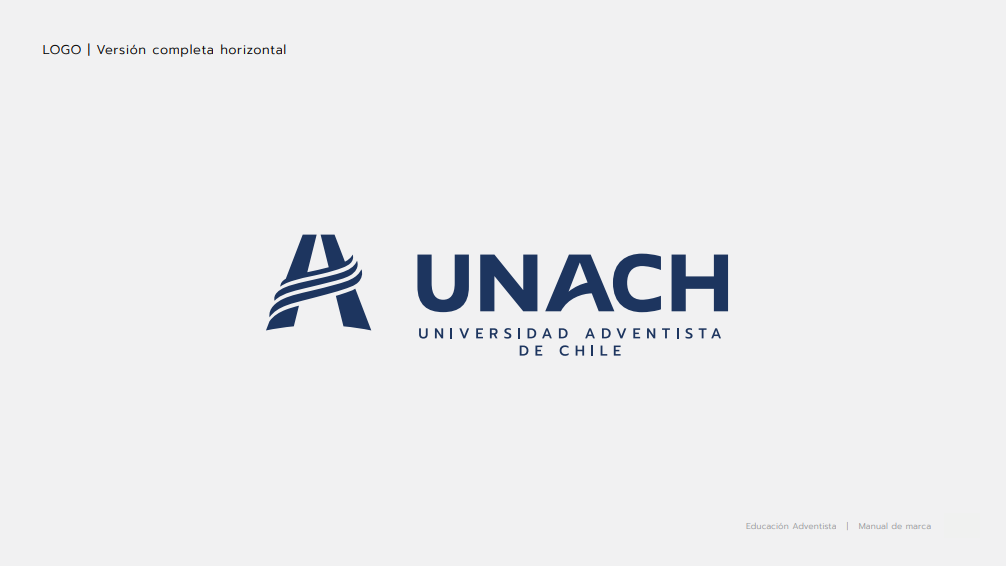 LOGO | Versión completa horizontal
UNACH
UNIVERSIDAD ADVENTISTA
DE CHILE
Educación Adventista | Manual de marca